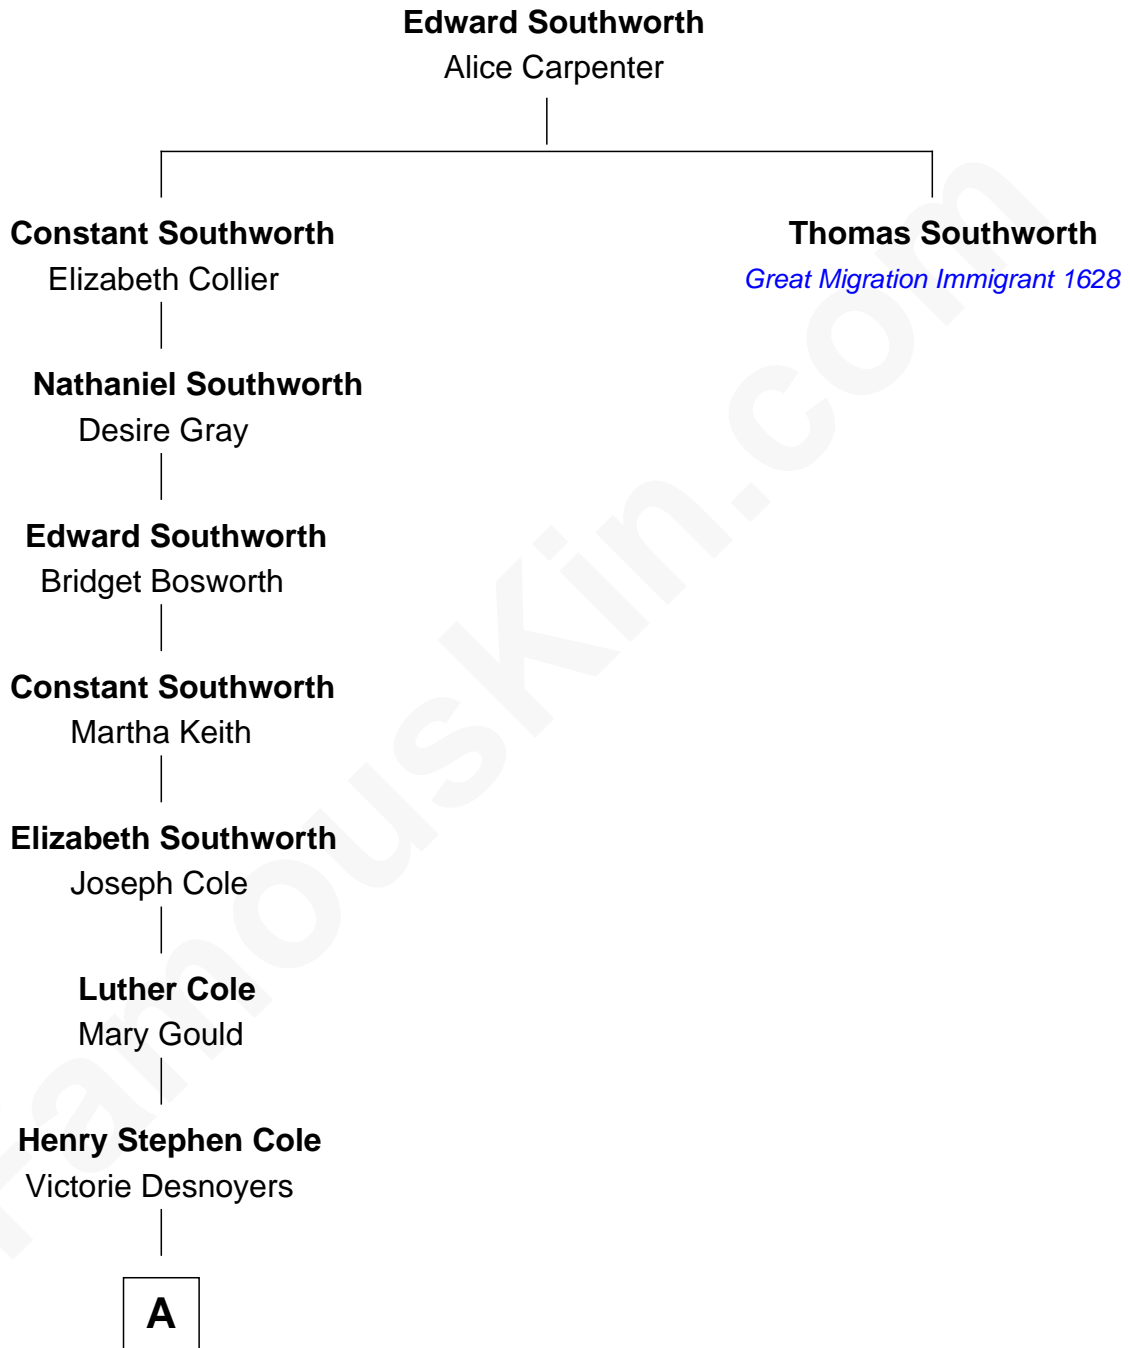 Edward Southworth
Alice Carpenter
Constant Southworth
Elizabeth Collier
Thomas Southworth
Great Migration Immigrant 1628
Nathaniel Southworth
Desire Gray
Edward Southworth
Bridget Bosworth
Constant Southworth
Martha Keith
Elizabeth Southworth
Joseph Cole
Luther Cole
Mary Gould
Henry Stephen Cole
Victorie Desnoyers
A
FamousKin.com